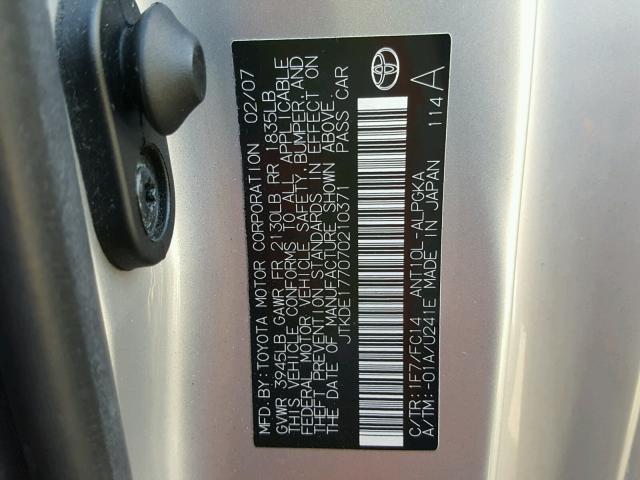 MFD.BY:TOYOTA MOTOR CORPORATION 02/07
GVWR 3945LB GAWR FR 2130LB RR 1835LB
THIS VEHICLE CONFORMS TO ALL APPLICABLE
FEDERAL MOTOR VEHICLE SAFETY,BUMPER,AND
THEFT PREVENTION STANDARDS IN EFFECT ON
THE DATE OF MANUFACTURE SHOWN ABOVE.
JTKDE177070210371 PASS CAR
C/TR:1F7/FC14 ANT10L-ALPGKA
A/TM:-01A/U241E MADE IN JAPAN 114 A